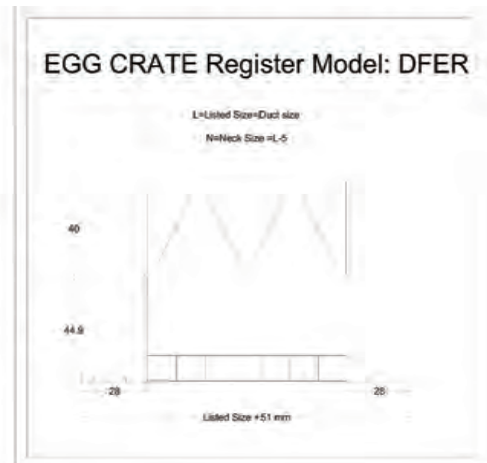 EGG CRATE Register Model: DFER
L=Listed Size=Duct size
N=Neck Size =L-5
40
44.9
28
28
Listed Size +51 mm